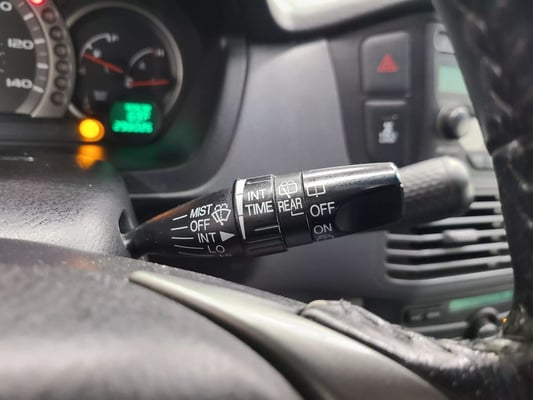 120
140
MIST
OFF
INT
LO
INT
TIME
REAR
OFF
ON